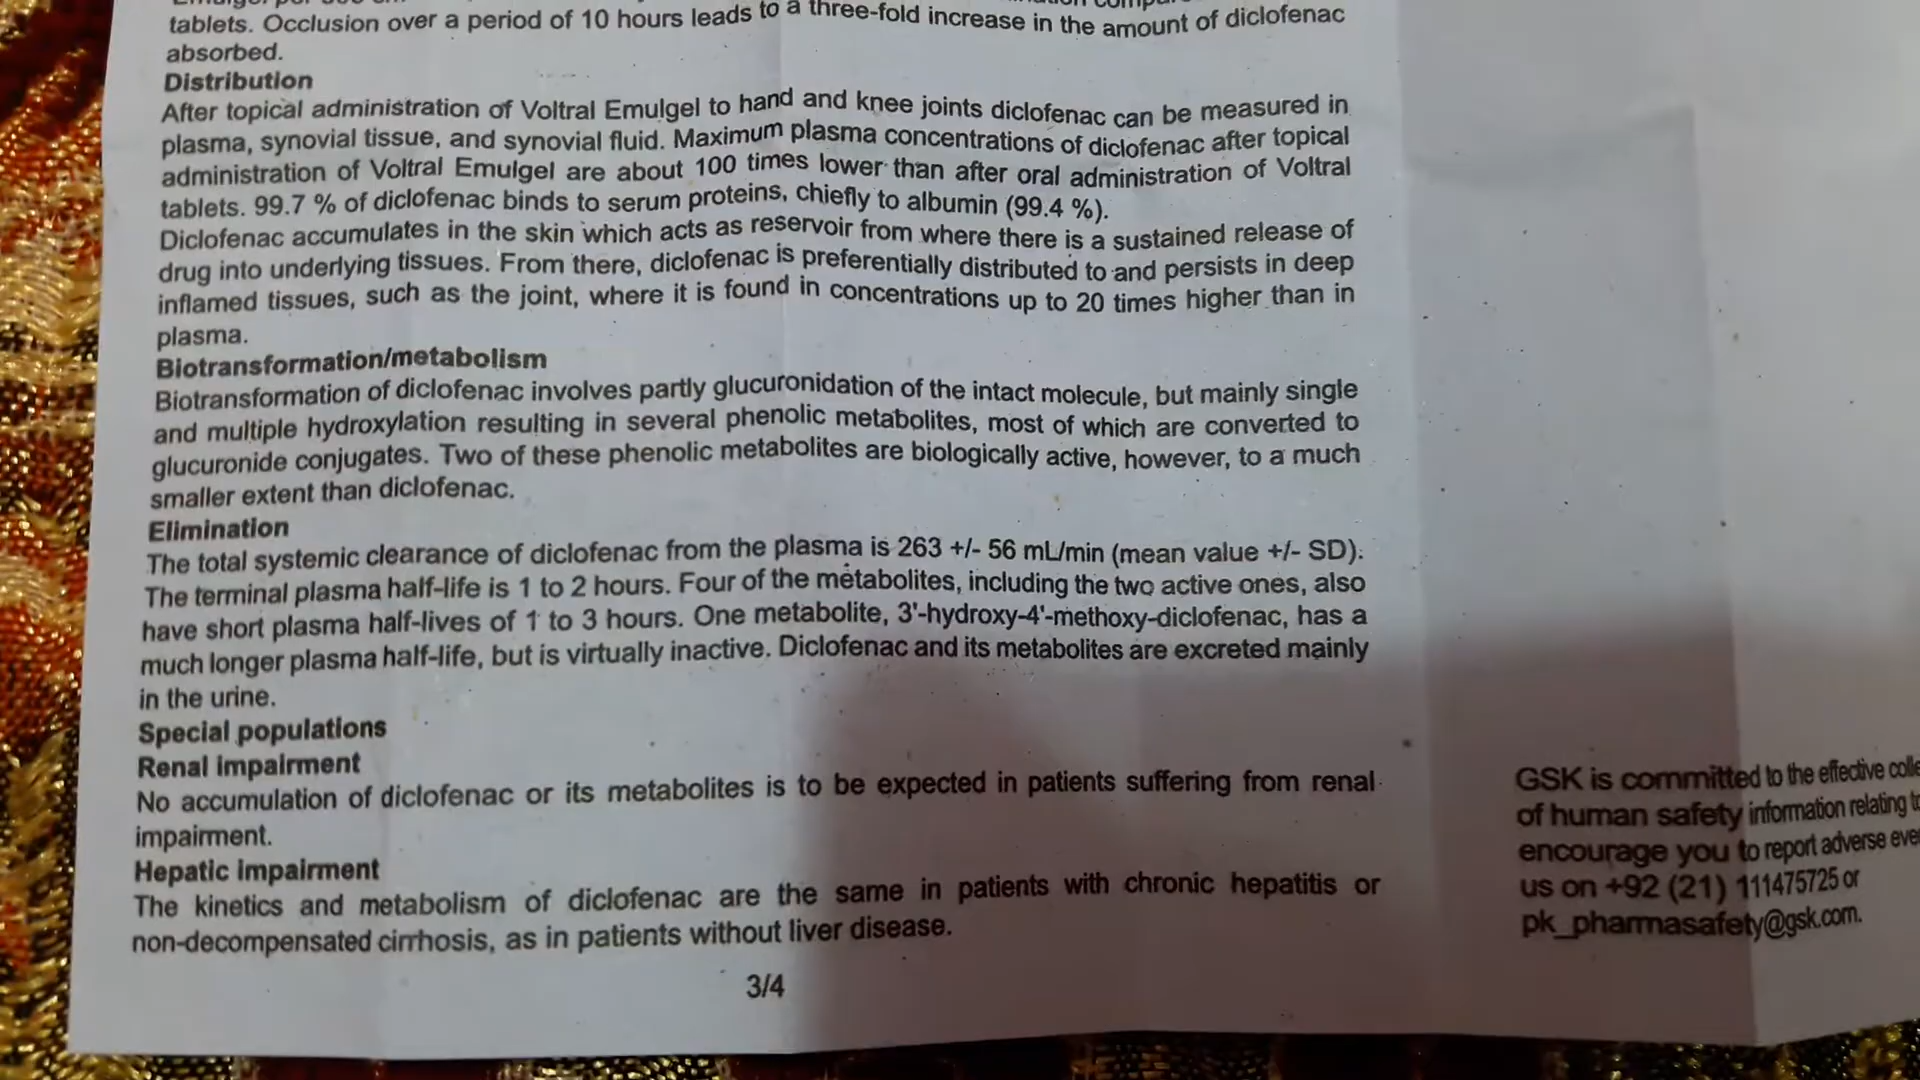 tablets. Occlusion over a period of 10 hours leads to a three-fold increase in the amount of diclofenac
absorbed.
Distribution
After topical administration of Voltral Emulgel to hand and knee joints diclofenac can be measured in
plasma, synovial tissue, and synovial fluid. Maximum plasma concentrations of diclofenac after topical
administration of Voltral Emulgel are about 100 times lower than after oral administration of Voltral
tablets. 99.7 % of diclofenac binds to serum proteins, chiefly to albumin (99.4 %).
Diclofenac accumulates in the skin which acts as reservoir from where there is a sustained release of
drug into underlying tissues. From there, diclofenac is preferentially distributed to and persists in deep
inflamed tissues, such as the joint, where it is found in concentrations up to 20 times higher than in
plasma.
Biotransformation/metabolism
Biotransformation of diclofenac involves partly glucuronidation of the intact molecule, but mainly single
and multiple hydroxylation resulting in several phenolic metabolites, most of which are converted to
glucuronide conjugates. Two of these phenolic metabolites are biologically active, however, to a much
smaller extent than diclofenac.
Elimination
The total systemic clearance of diclofenac from the plasma is 263 +/- 56 mL/min (mean value +/- SD).
The terminal plasma half-life is 1 to 2 hours. Four of the metabolites, including the two active ones, also
have short plasma half-lives of 1 to 3 hours. One metabolite, 3'-hydroxy-4'-methoxy-diclofenac, has a
much longer plasma half-life, but is virtually inactive. Diclofenac and its metabolites are excreted mainly
in the urine.
Special populations
Renal impairment
No accumulation of diclofenac or its metabolites is to be expected in patients suffering from renal
impairment.
Hepatic impairment
The kinetics and metabolism of diclofenac are the same in patients with chronic hepatitis or
non-decompensated cirrhosis, as in patients without liver disease.
3/4
GSK is committed to the effective
of human safety information relating
encourage you to report adverse
us on +92 (21) 111475725 or
pk_pharmasafety@gsk.com.